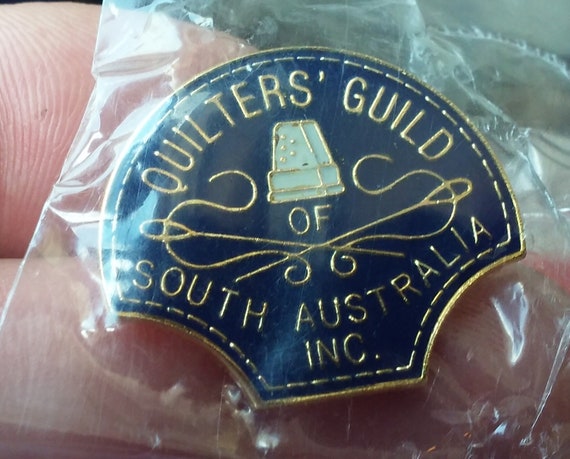 QUILTERS' GUILD
OF
SOUTH AUSTRALIA
INC.